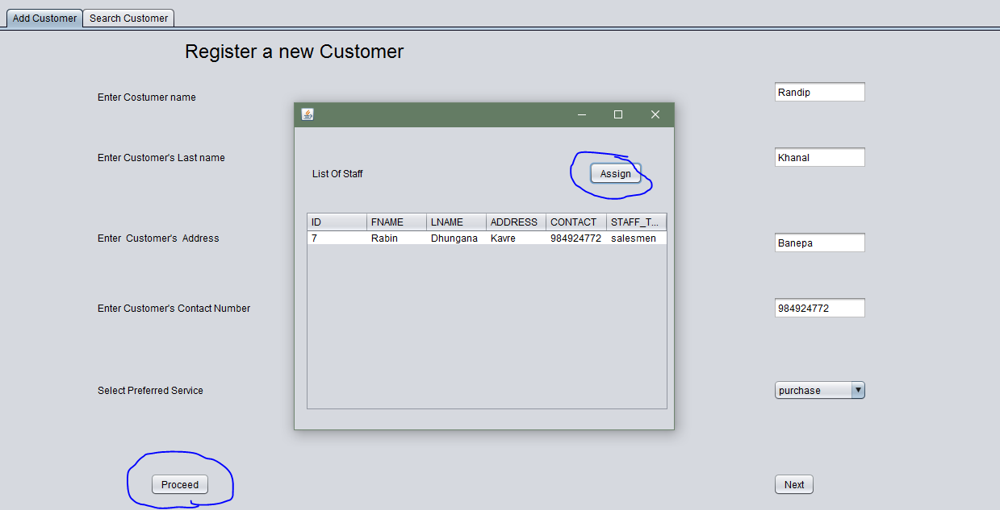 Add Customer Search Customer
Register a new Customer
Enter Costumer name Randip
Enter Customer's Last name Khanal
List Of Staff Assign
ID FNAME LNAME ADDRESS CONTACT STAFF_T...
7 Rabin Dhungana Kavre 984924772 salesmen
Enter Customer's Address Banepa
Enter Customer's Contact Number 984924772
Select Preferred Service purchase
Proceed Next